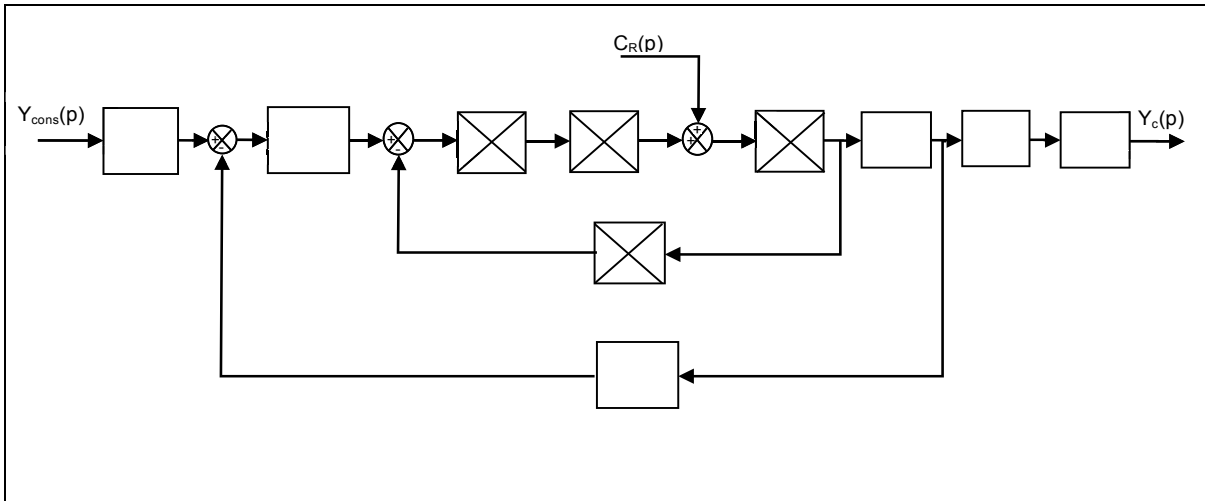 C_R(p)
Y_cons(p)
Y_c(p)
+
-
+
-
+
+